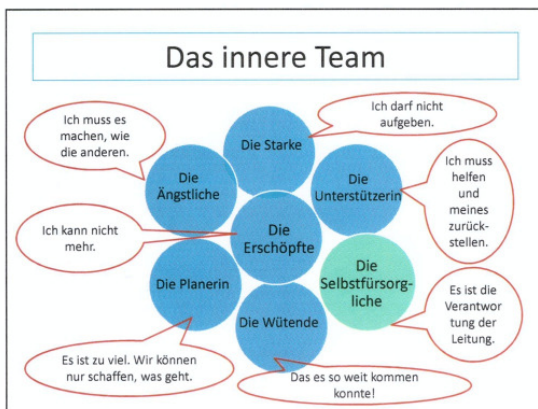 Das innere Team
Ich muss es
machen, wie
die anderen.
Die Starke
Ich darf nicht
aufgeben.
Die
Ängstliche
Die
Unterstützerin
Ich muss
helfen
und
meines
zurück-
stellen.
Ich kann nicht
mehr.
Die
Erschöpfte
Die Planerin
Die
Selbstfürsorg-
liche
Die Wütende
Es ist die
Verantwor
tung der
Leitung.
Es ist zu viel. Wir können
nur schaffen, was geht.
Das es so weit kommen
konnte!